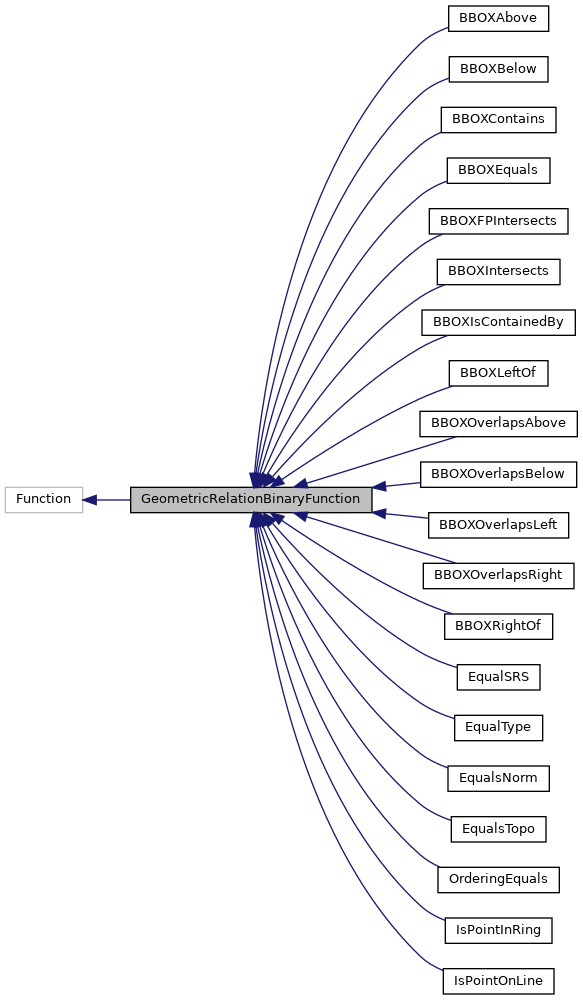 BBOXAbove
BBOXBelow
BBOXContains
BBOXEquals
BBOXFPIntersects
BBOXIntersects
BBOXIsContainedBy
BBOXLeftOf
BBOXOverlapsAbove
BBOXOverlapsBelow
Function
GeometricRelationBinaryFunction
BBOXOverlapsLeft
BBOXOverlapsRight
BBOXRightOf
EqualSRS
EqualType
EqualsNorm
EqualsTopo
OrderingEquals
IsPointInRing
IsPointOnLine